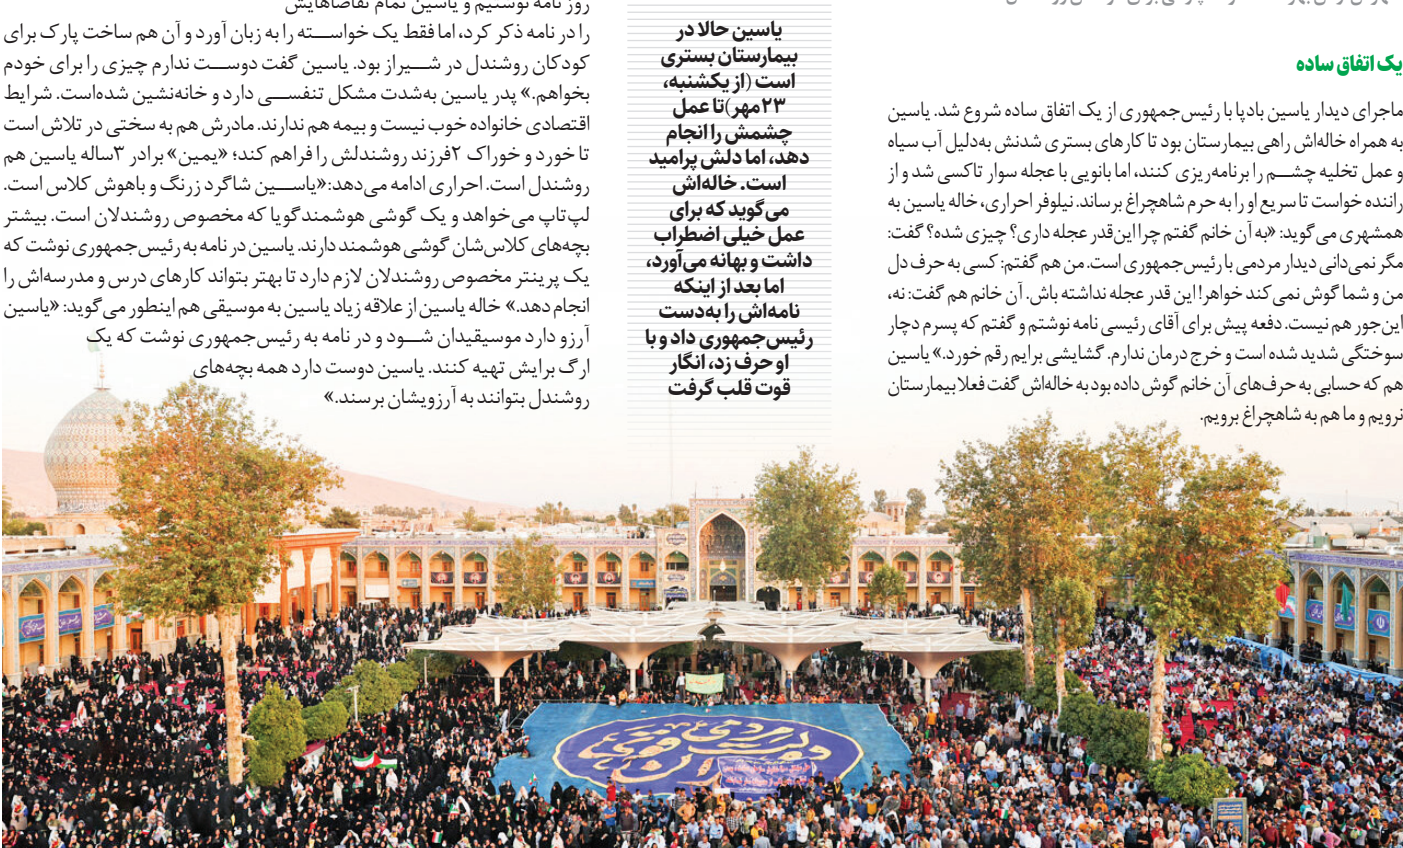 یک اتفاق ساده
ماجرای دیدار یاسین بادپا با رئیس‌جمهوری از یک اتفاق ساده شروع شد. یاسین
به همراه خاله‌اش راهی بیمارستان بود تا کارهای بستری شدنش به‌دلیل آب سیاه
و عمل تخلیه چشم را برنامه‌ریزی کنند، اما بانویی با عجله سوار تاکسی شد و از
راننده خواست تا سریع او را به حرم شاهچراغ برساند. نیلوفر احراری، خاله یاسین به
همشهری می‌گوید: «به آن خانم گفتم چرا این‌قدر عجله داری؟ چیزی شده؟ گفت:
مگر نمی‌دانی دیدار مردمی با رئیس‌جمهوری است. من هم گفتم: کسی به حرف دل
من و شما گوش نمی‌کند خواهر! این قدر عجله نداشته باش. آن خانم هم گفت: نه،
این‌جور هم نیست. دفعه پیش برای آقای رئیسی نامه نوشتم و گفتم که پسرم دچار
سوختگی شدید شده است و خرج درمان ندارم. گشایشی برایم رقم خورد.» یاسین
هم که حسابی به حرف‌های آن خانم گوش داده بود به خاله‌اش گفت فعلا بیمارستان
نرویم و ما هم به شاهچراغ برویم.
یاسین حالا در
بیمارستان بستری
است (از یکشنبه،
۲۳مهر)تا عمل
چشمش را انجام
دهد، اما دلش پرامید
است. خاله‌اش
می‌گوید که برای
عمل خیلی اضطراب
داشت و بهانه می‌آورد،
اما بعد از اینکه
نامه‌اش را به‌دست
رئیس‌جمهوری داد و با
او حرف زد، انگار
قوت قلب گرفت
روز نامه نوشتیم و یاسین تمام تقاضاهایش
را در نامه ذکر کرد، اما فقط یک خواسته را به زبان آورد و آن هم ساخت پارک برای
کودکان روشندل در شیراز بود. یاسین گفت دوست ندارم چیزی را برای خودم
بخواهم.» پدر یاسین به‌شدت مشکل تنفسی دارد و خانه‌نشین شده‌است. شرایط
اقتصادی خانواده خوب نیست و بیمه هم ندارند. مادرش هم به سختی در تلاش است
تا خورد و خوراک ۲فرزند روشندلش را فراهم کند؛ «یمین» برادر ۳ساله یاسین هم
روشندل است. احراری ادامه می‌دهد:«یاسین شاگرد زرنگ و باهوش کلاس است.
لپ‌تاپ می‌خواهد و یک گوشی هوشمند گویا که مخصوص روشندلان است. بیشتر
بچه‌های کلاس‌شان گوشی هوشمند دارند. یاسین در نامه به رئیس‌جمهوری نوشت که
یک پرینتر مخصوص روشندلان لازم دارد تا بهتر بتواند کارهای درس و مدرسه‌اش را
انجام دهد.» خاله یاسین از علاقه زیاد یاسین به موسیقی هم اینطور می‌گوید: «یاسین
آرزو دارد موسیقیدان شود و در نامه به رئیس‌جمهوری نوشت که یک
ارگ برایش تهیه کنند. یاسین دوست دارد همه بچه‌های
روشندل بتوانند به آرزویشان برسند.»